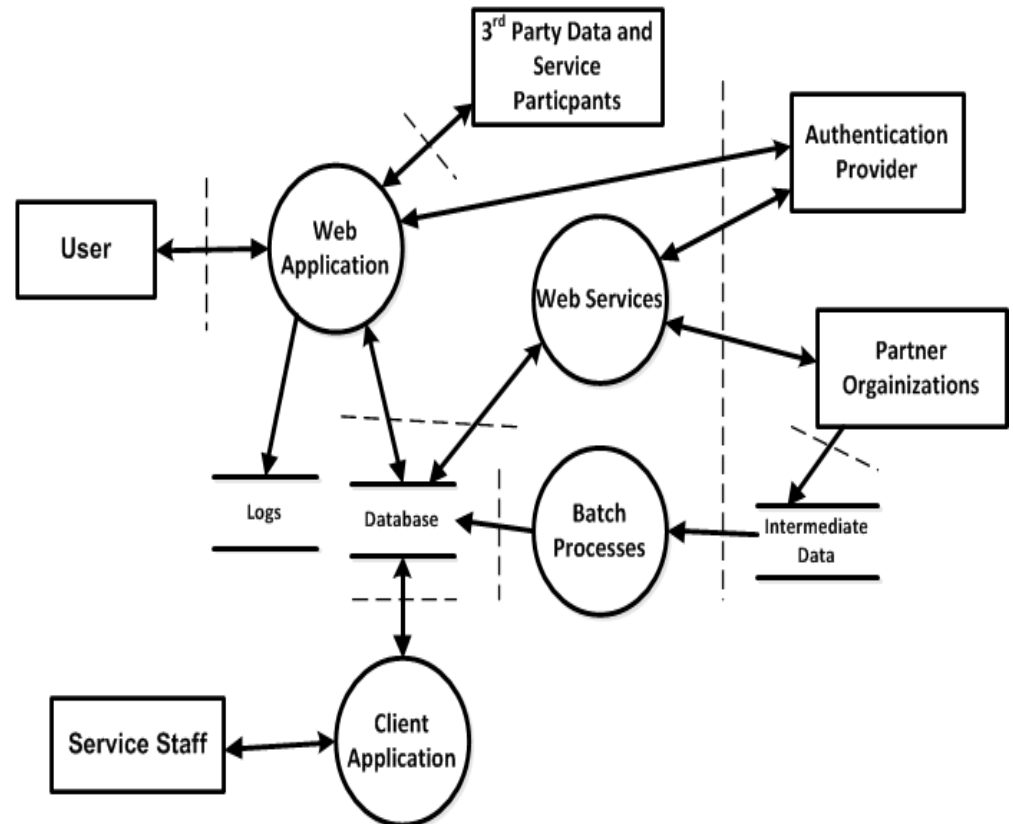 3rd Party Data and
Service
Particpants
Authentication
Provider
User
Web
Application
Web Services
Partner
Orgainizations
Logs
Database
Batch
Processes
Intermediate
Data
Service Staff
Client
Application